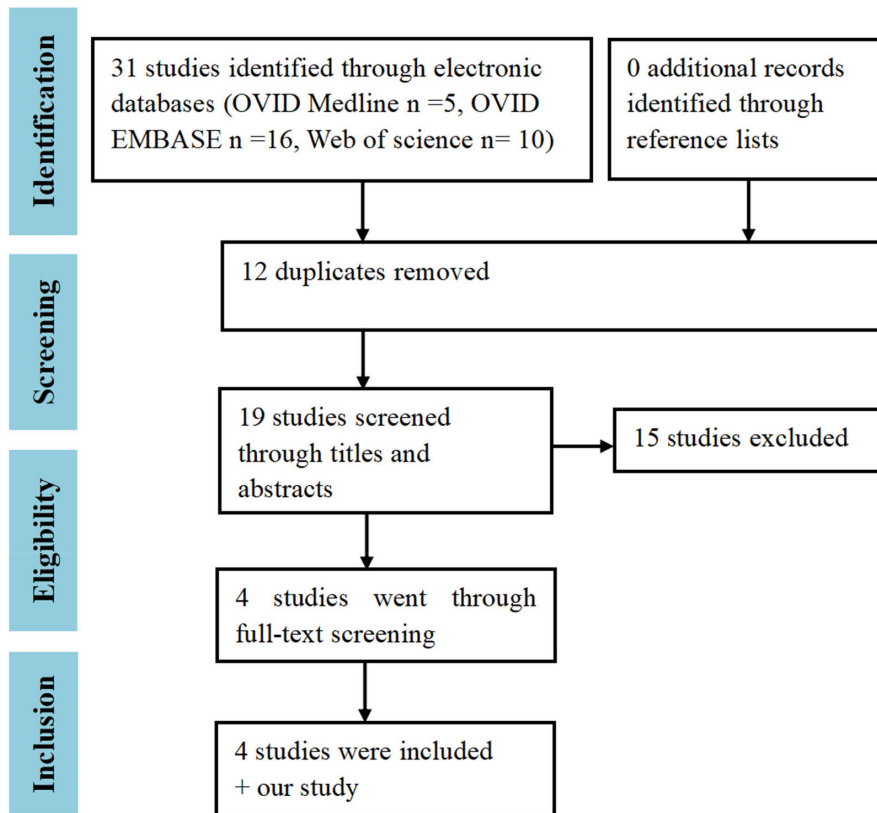 Identification
31 studies identified through electronic
databases (OVID Medline n =5, OVID
EMBASE n =16, Web of science n= 10)
0 additional records
identified through
reference lists
Screening
12 duplicates removed
19 studies screened
through titles and
abstracts
15 studies excluded
Eligibility
4 studies went through
full-text screening
Inclusion
4 studies were included
+ our study